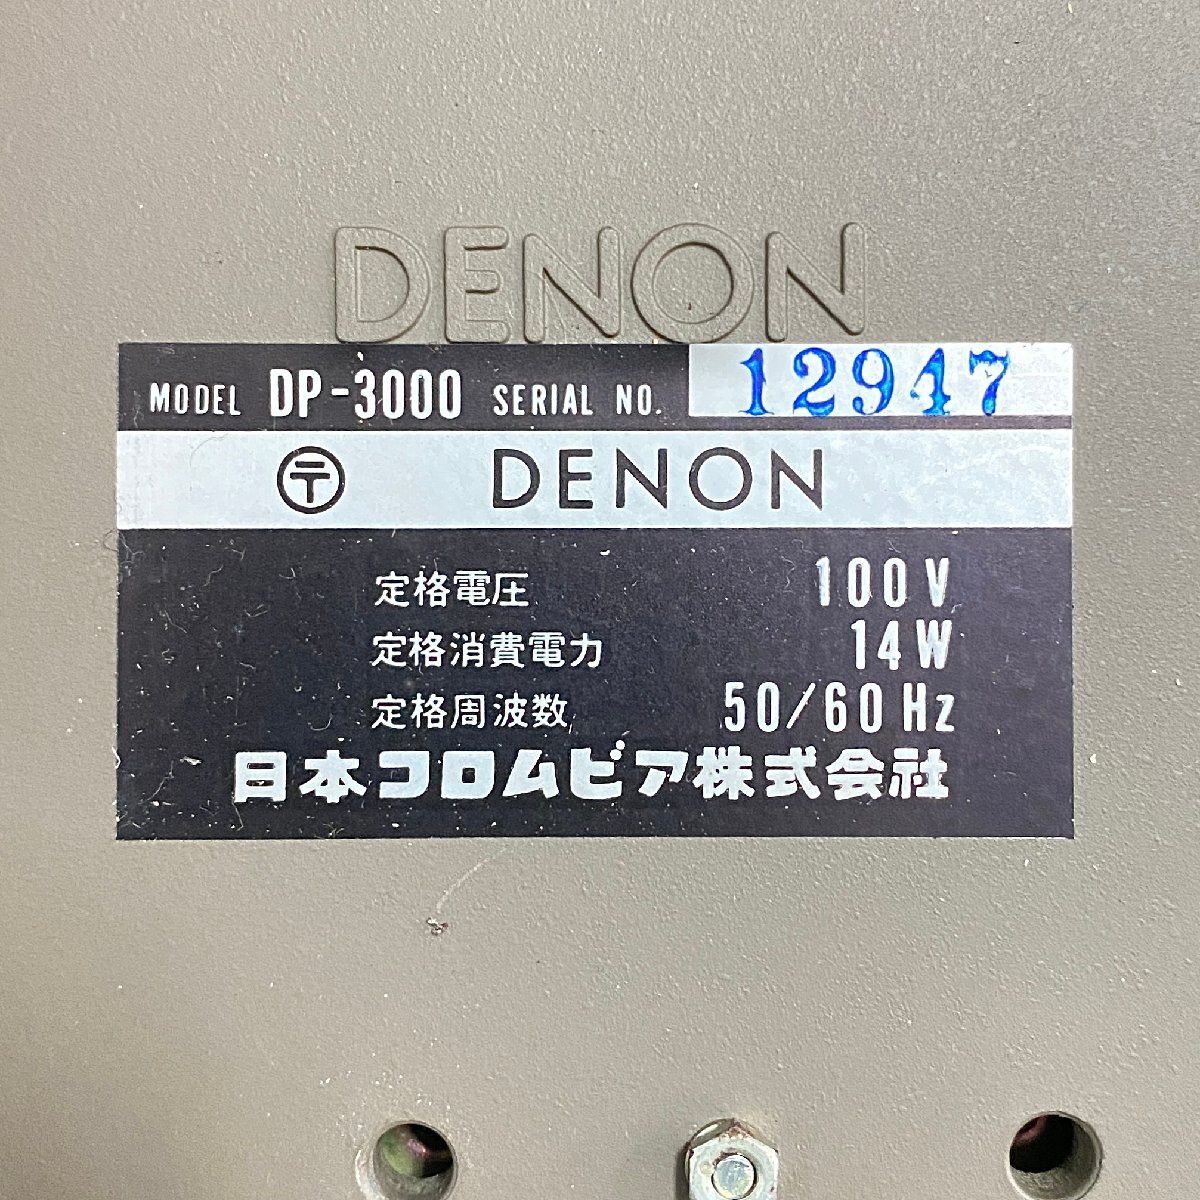 DENON
MODEL DP-3000 SERIAL NO. 12947
〒 DENON
定格電圧 100V
定格消費電力 14W
定格周波数 50/60Hz
日本コロムビア株式会社